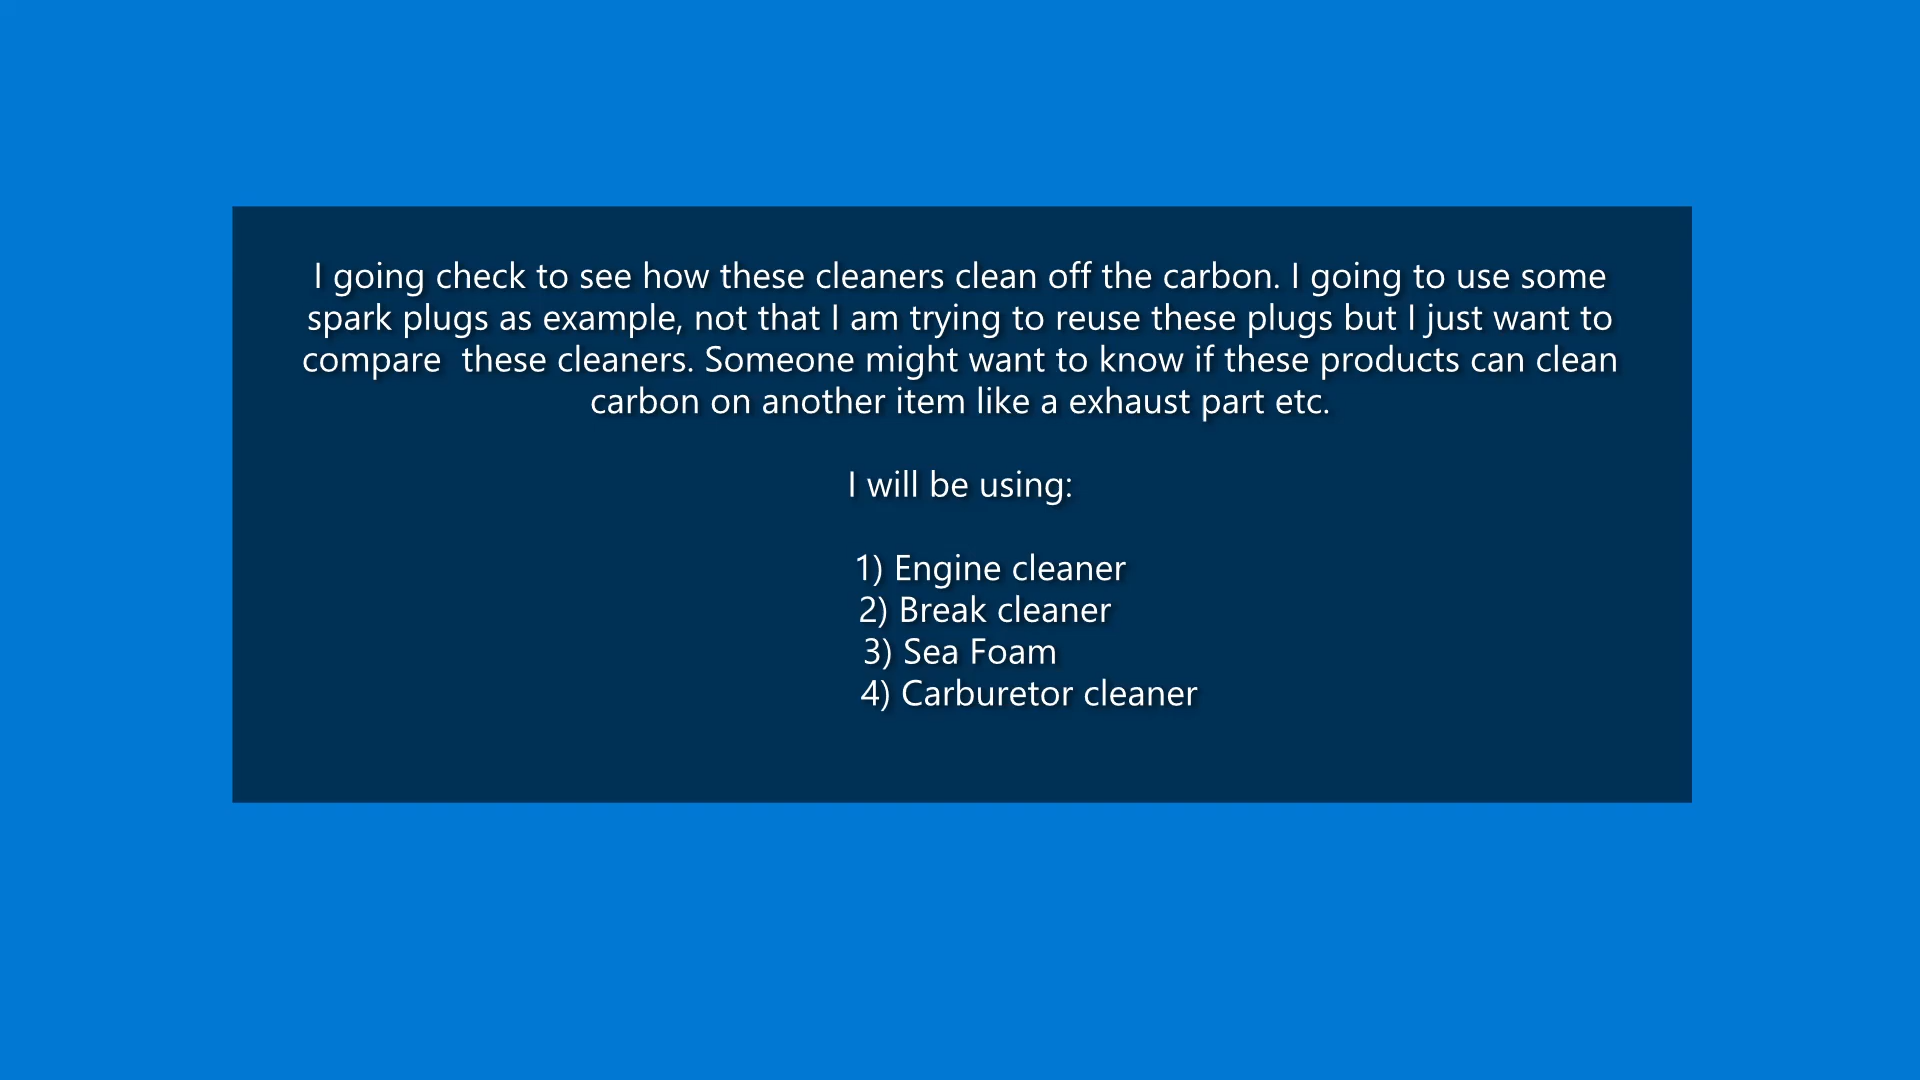 I going check to see how these cleaners clean off the carbon. I going to use some
spark plugs as example, not that I am trying to reuse these plugs but I just want to
compare  these cleaners. Someone might want to know if these products can clean
carbon on another item like a exhaust part etc.
I will be using:
1) Engine cleaner
2) Break cleaner
3) Sea Foam
4) Carburetor cleaner